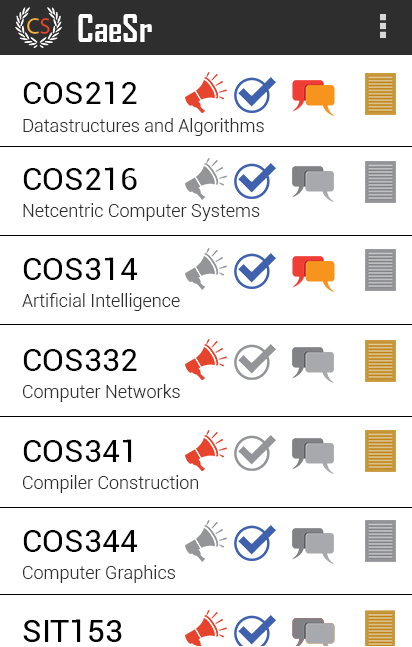 CS CaeSr
COS212
Datastructures and Algorithms
COS216
Netcentric Computer Systems
COS314
Artificial Intelligence
COS332
Computer Networks
COS341
Compiler Construction
COS344
Computer Graphics
SIT153